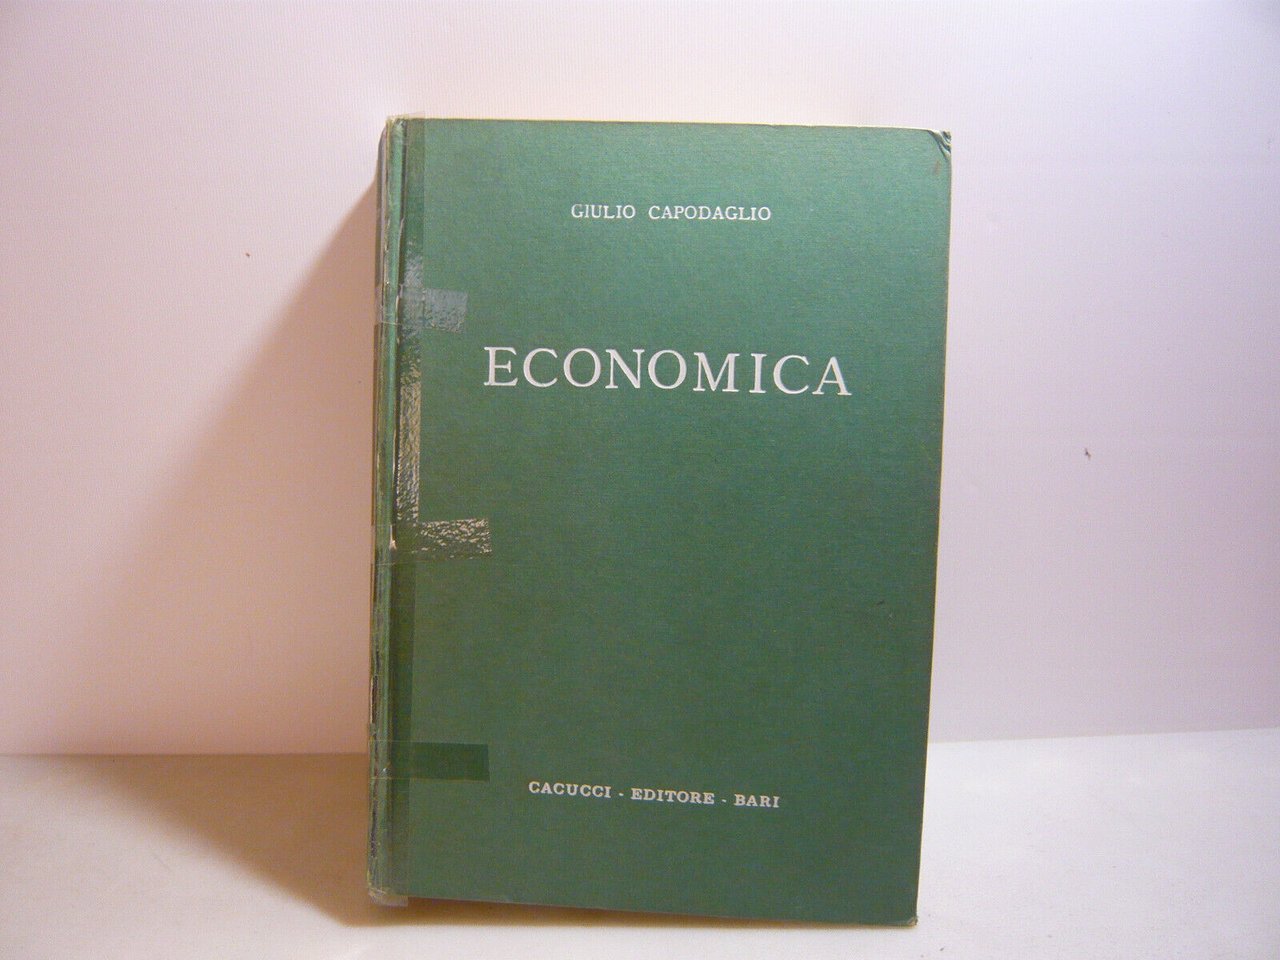 GIULIO CAPODAGLIO
ECONOMICA
CACUCCI - EDITORE - BARI